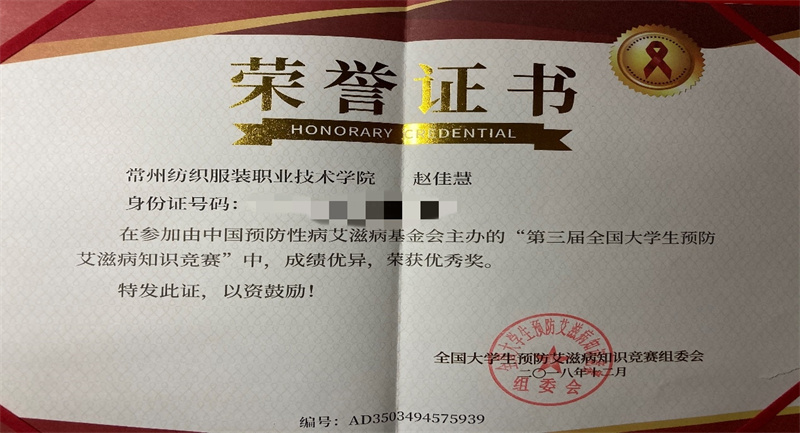 荣誉证书
HONORARY CREDENTIAL
常州纺织服装职业技术学院 赵佳慧
身份证号码:
在参加由中国预防性病艾滋病基金会主办的“第三届全国大学生预防
艾滋病知识竞赛”中，成绩优异，荣获优秀奖。
特发此证，以资鼓励！
全国大学生预防艾滋病知识竞赛组委会
二〇一八年十二月
组委会
编号：AD3503494575939